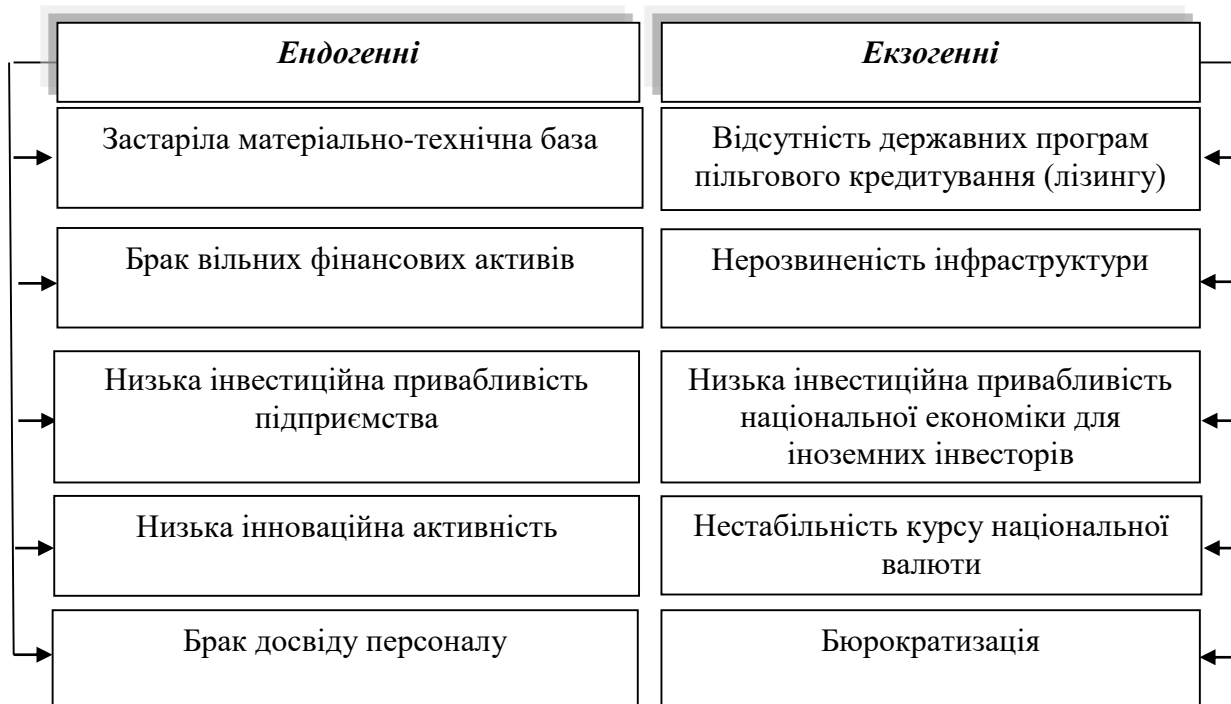 Ендогенні
Екзогенні
Застаріла матеріально-технічна база
Відсутність державних програм
пільгового кредитування (лізингу)
Брак вільних фінансових активів
Нерозвиненість інфраструктури
Низька інвестиційна привабливість
підприємства
Низька інвестиційна привабливість
національної економіки для
іноземних інвесторів
Низька інноваційна активність
Нестабільність курсу національної
валюти
Брак досвіду персоналу
Бюрократизація